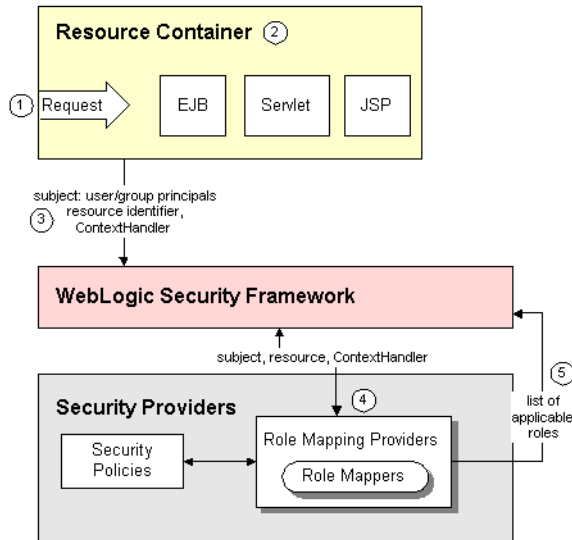 Resource Container 2
1 Request
EJB
Servlet
JSP
subject: user/group principals
3 resource identifier,
ContextHandler
WebLogic Security Framework
subject, resource, ContextHandler
5
list of
applicable
roles
4
Security Providers
Security
Policies
Role Mapping Providers
Role Mappers